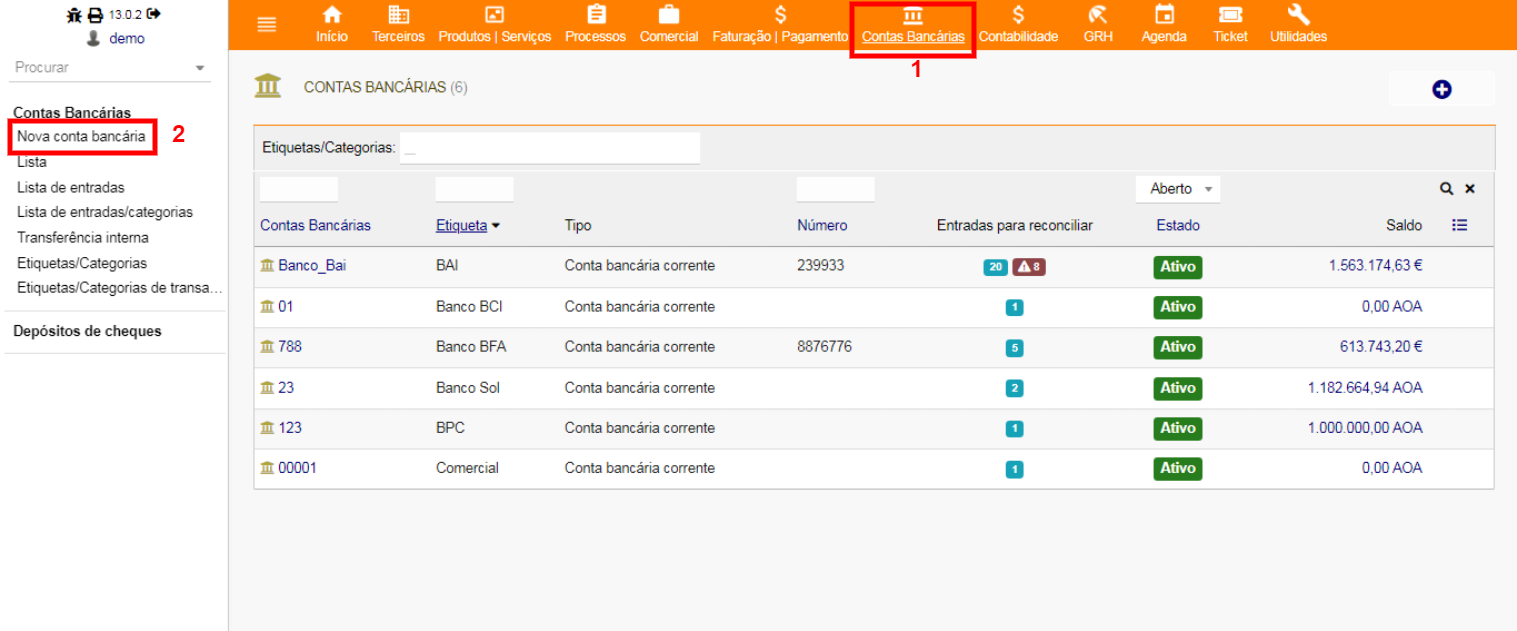 13.0.2
demo
Início Terceiros Produtos | Serviços Processos Comercial Faturação | Pagamento Contas Bancárias Contabilidade GRH Agenda Ticket Utilidades
1
Procurar
Contas Bancárias
Nova conta bancária 2
Lista
Lista de entradas
Lista de entradas/categorias
Transferência interna
Etiquetas/Categorias
Etiquetas/Categorias de transa...
Depósitos de cheques
CONTAS BANCÁRIAS (6)
Etiquetas/Categorias:
Aberto
Contas Bancárias Etiqueta Tipo Número Entradas para reconciliar Estado Saldo
Banco_Bai BAI Conta bancária corrente 239933 20 8 Ativo 1.563.174,63 €
01 Banco BCI Conta bancária corrente 1 Ativo 0,00 AOA
788 Banco BFA Conta bancária corrente 8876776 5 Ativo 613.743,20 €
23 Banco Sol Conta bancária corrente 2 Ativo 1.182.664,94 AOA
123 BPC Conta bancária corrente 1 Ativo 1.000.000,00 AOA
00001 Comercial Conta bancária corrente 1 Ativo 0,00 AOA